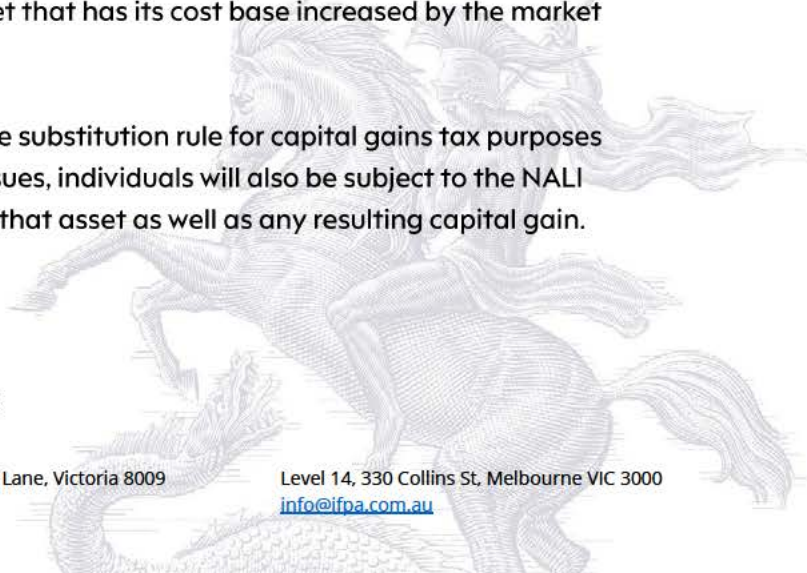 et that has its cost base increased by the market
e substitution rule for capital gains tax purposes
sues, individuals will also be subject to the NALI
that asset as well as any resulting capital gain.
Lane, Victoria 8009
Level 14, 330 Collins St, Melbourne VIC 3000
info@ifpa.com.au